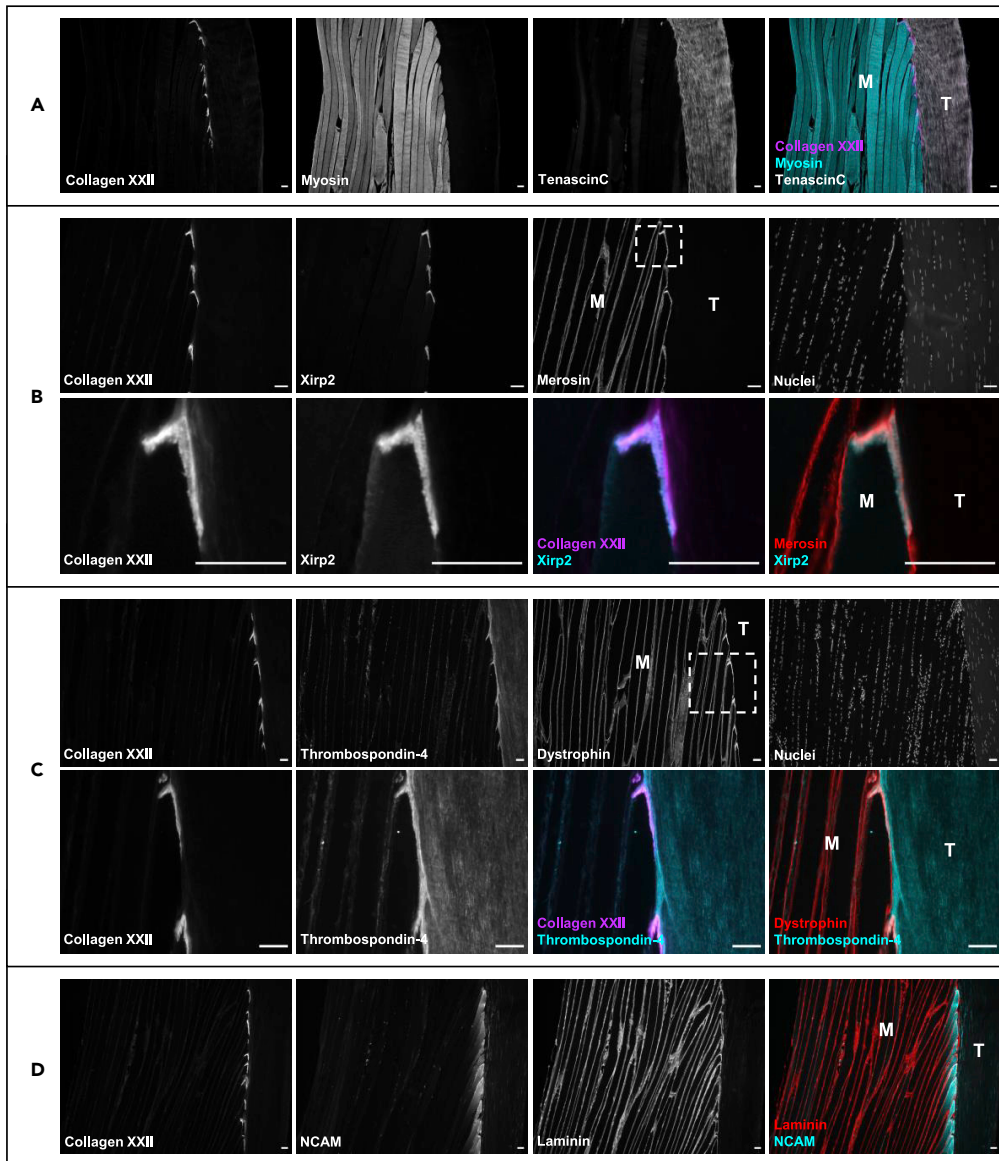 A
Collagen XXII
Myosin
TenascinC
M
T
Collagen XXII
Myosin
TenascinC
B
Collagen XXII
Xirp2
M
T
Merosin
Nuclei
Collagen XXII
Xirp2
Collagen XXII
Xirp2
M
T
Merosin
Xirp2
C
Collagen XXII
Thrombospondin-4
T
M
Dystrophin
Nuclei
Collagen XXII
Thrombospondin-4
Collagen XXII
Thrombospondin-4
M
T
Dystrophin
Thrombospondin-4
D
Collagen XXII
NCAM
Laminin
M
T
Laminin
NCAM